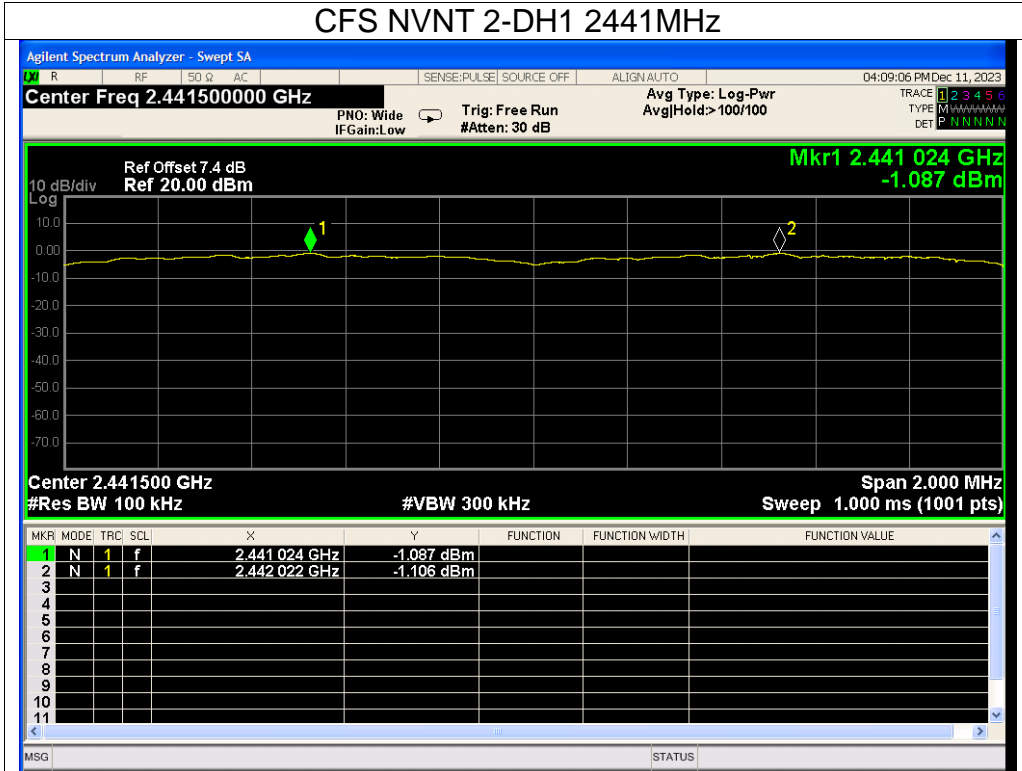 CFS NVNT 2-DH1 2441MHz
Agilent Spectrum Analyzer - Swept SA
LXI R RF 50 Ω AC SENSE:PULSE SOURCE OFF ALIGN AUTO 04:09:06 PM Dec 11, 2023
Center Freq 2.441500000 GHz
PNO: Wide
IFGain:Low
Trig: Free Run
#Atten: 30 dB
Avg Type: Log-Pwr
Avg|Hold:>100/100
TRACE 1 2 3 4 5 6
TYPE M W W W W W
DET P N N N N N
Mkr1 2.441 024 GHz
-1.087 dBm
Ref Offset 7.4 dB
10 dB/div Ref 20.00 dBm
Log
10.0
0.00
-10.0
-20.0
-30.0
-40.0
-50.0
-60.0
-70.0
1
2
Center 2.441500 GHz Span 2.000 MHz
#Res BW 100 kHz #VBW 300 kHz Sweep 1.000 ms (1001 pts)
MKR MODE TRC SCL X Y FUNCTION FUNCTION WIDTH FUNCTION VALUE
1 N 1 f 2.441 024 GHz -1.087 dBm
2 N 1 f 2.442 022 GHz -1.106 dBm
3
4
5
6
7
8
9
10
11
MSG STATUS